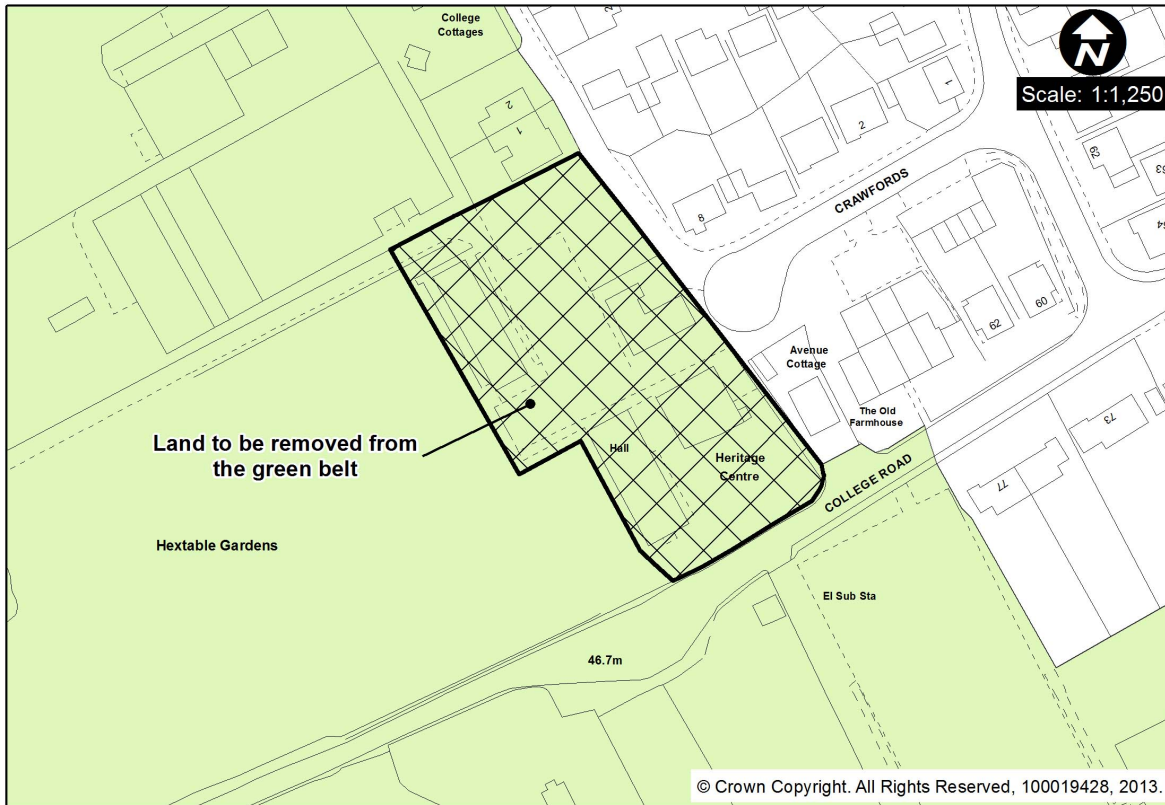 College
Cottages
N
Scale: 1:1,250
2
1
1
2
62
63
64
8
CRAWFORDS
60
62
Avenue
Cottage
The Old
Farmhouse
73
77
Land to be removed from
the green belt
Hall
Heritage
Centre
COLLEGE ROAD
Hextable Gardens
El Sub Sta
46.7m
© Crown Copyright. All Rights Reserved, 100019428, 2013.